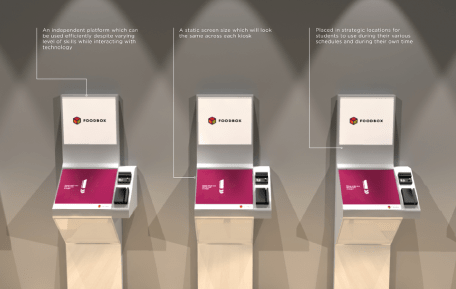 An independent platform which can
be used efficiently despite varying
level of skills while interacting with
technology
A static screen size which will look
the same across each kiosk
Placed in strategic locations for
students to use during their various
schedules and during their own time
FOODBOX
FOODBOX
FOODBOX